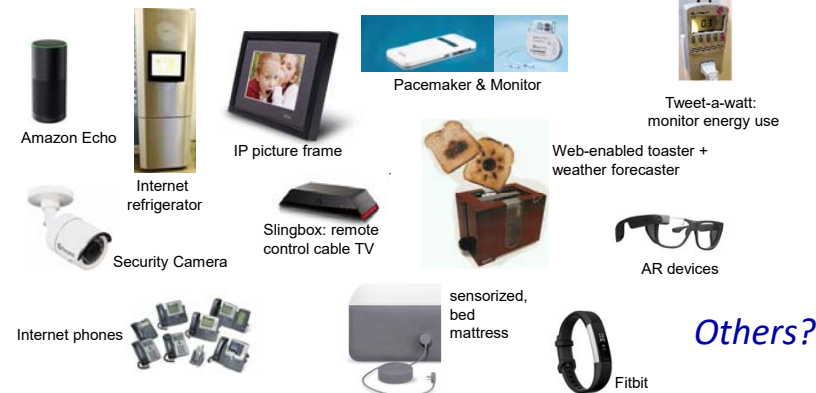 Amazon Echo
Internet
refrigerator
IP picture frame
Pacemaker & Monitor
Tweet-a-watt:
monitor energy use
Web-enabled toaster +
weather forecaster
Security Camera
Slingbox: remote
control cable TV
AR devices
Internet phones
sensorized,
bed
mattress
Fitbit
Others?